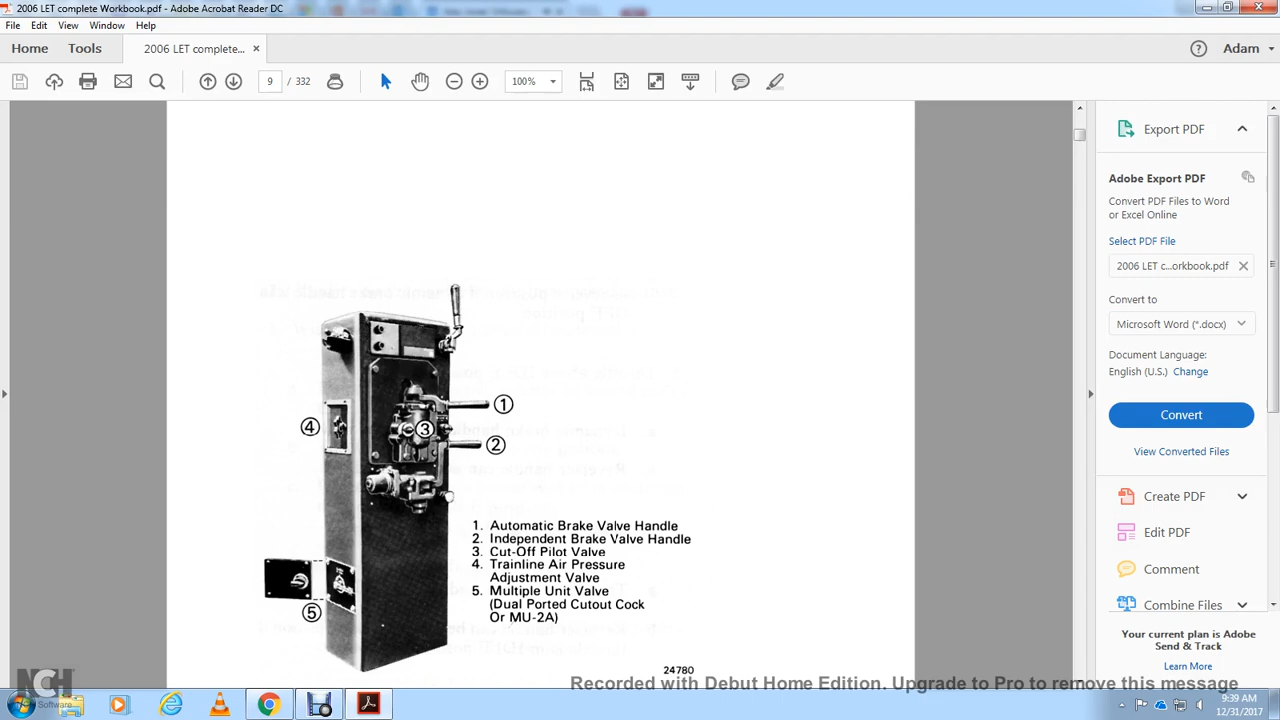 2006 LET complete Workbook.pdf - Adobe Acrobat Reader DC
File Edit View Window Help
Home Tools 2006 LET complete... × Adam
9 / 332 100%
Export PDF
Adobe Export PDF
Convert PDF Files to Word
or Excel Online
Select PDF File
2006 LET c...orkbook.pdf
Convert to
Microsoft Word (*.docx)
Document Language:
English (U.S.) Change
Convert
View Converted Files
Create PDF
Edit PDF
Comment
Combine Files
Your current plan is Adobe
Send & Track
Learn More
1
2
3
4
5
1. Automatic Brake Valve Handle
2. Independent Brake Valve Handle
3. Cut-Off Pilot Valve
4. Trainline Air Pressure
Adjustment Valve
5. Multiple Unit Valve
(Dual Ported Cutout Cock
Or MU-2A)
24780
NCH
Software
Recorded with Debut Home Edition. Upgrade to Pro to remove this message
9:39 AM
12/31/2017